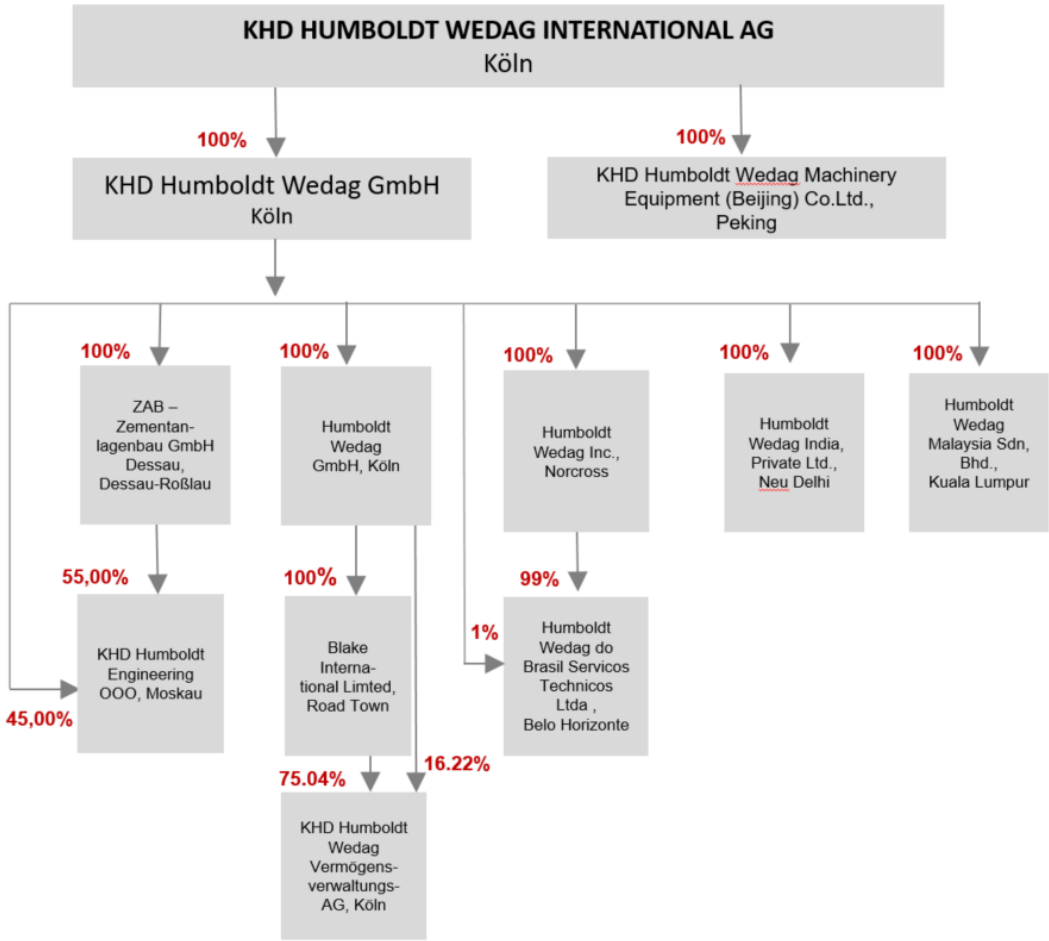 KHD HUMBOLDT WEDAG INTERNATIONAL AG
Köln
100%
100%
KHD Humboldt Wedag GmbH
Köln
KHD Humboldt Wedag Machinery
Equipment (Beijing) Co.Ltd.,
Peking
100%
100%
100%
100%
100%
ZAB –
Zementan-
lagenbau GmbH
Dessau,
Dessau-Roßlau
Humboldt
Wedag
GmbH, Köln
Humboldt
Wedag Inc.,
Norcross
Humboldt
Wedag India,
Private Ltd.,
Neu Delhi
Humboldt
Wedag
Malaysia Sdn,
Bhd.,
Kuala Lumpur
55,00%
100%
99%
KHD Humboldt
Engineering
OOO, Moskau
45,00%
Blake
Interna-
tional Limted,
Road Town
1%
Humboldt
Wedag do
Brasil Servicos
Technicos
Ltda ,
Belo Horizonte
75.04%
16.22%
KHD Humboldt
Wedag
Vermögens-
verwaltungs-
AG, Köln